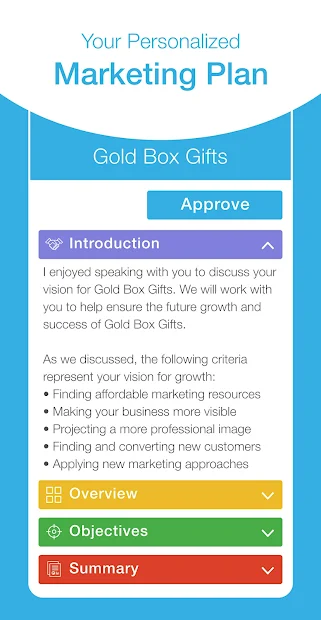 Your Personalized
Marketing Plan
Gold Box Gifts
Approve
Introduction
I enjoyed speaking with you to discuss your
vision for Gold Box Gifts. We will work with
you to help ensure the future growth and
success of Gold Box Gifts.
As we discussed, the following criteria
represent your vision for growth:
• Finding affordable marketing resources
• Making your business more visible
• Projecting a more professional image
• Finding and converting new customers
• Applying new marketing approaches
Overview
Objectives
Summary